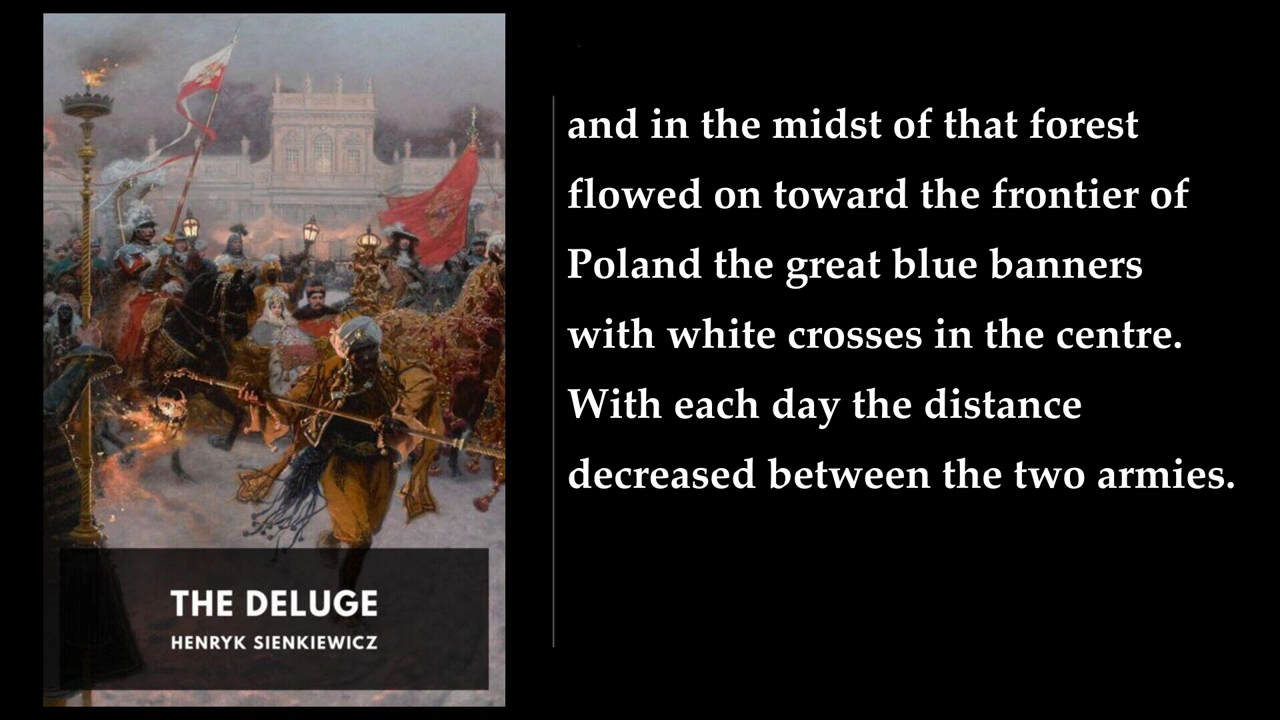 and in the midst of that forest
flowed on toward the frontier of
Poland the great blue banners
with white crosses in the centre.
With each day the distance
decreased between the two armies.
THE DELUGE
HENRYK SIENKIEWICZ